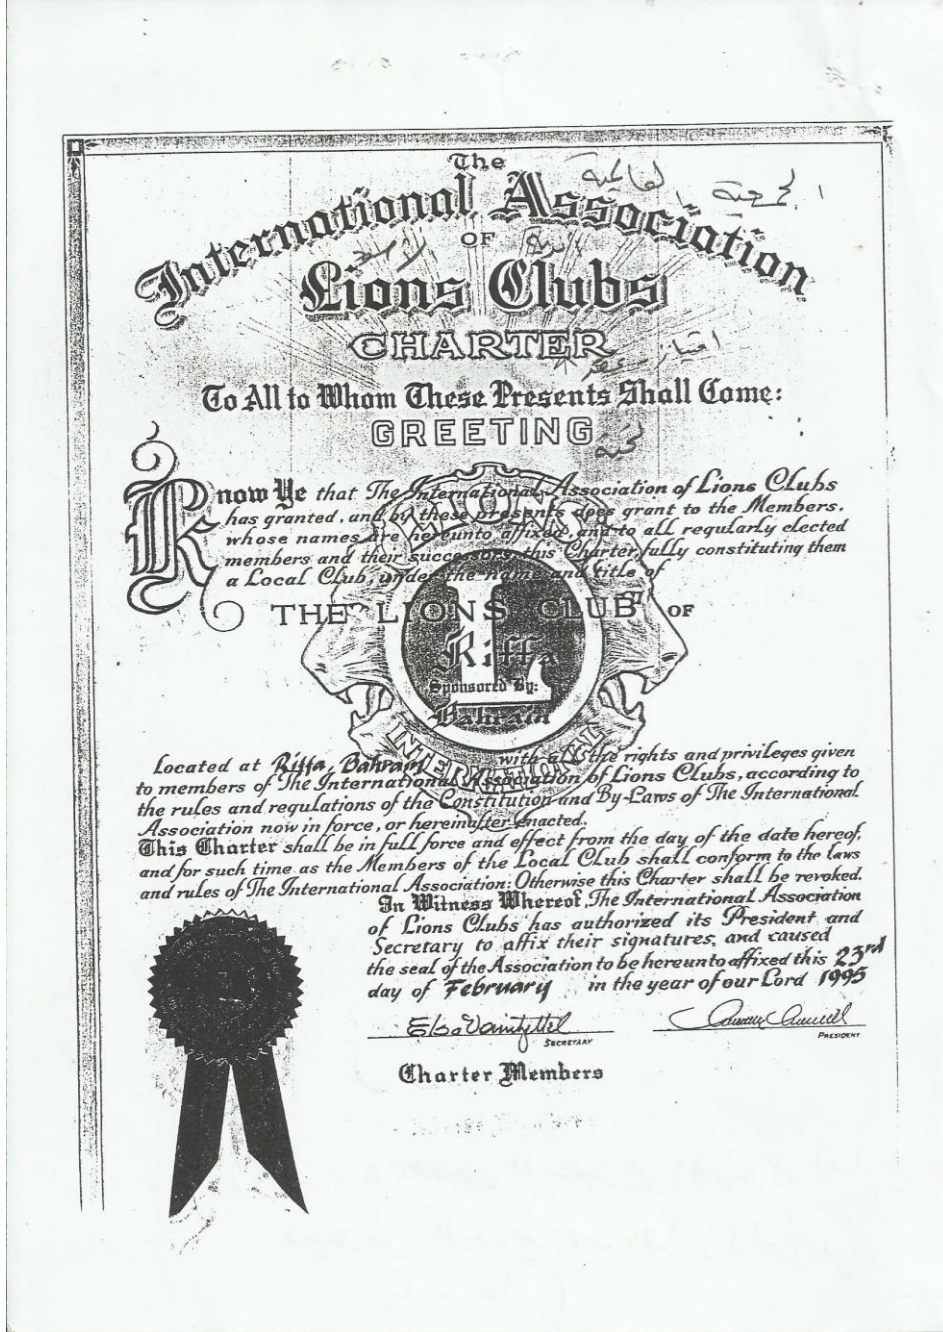 The
International Association
الجمعية العالمية
OF
Lions Clubs
CHARTER
To All to Whom These Presents Shall Come:
GREETING
تحية
Know Ye that The International Association of Lions Clubs
has granted, and by these presents does grant to the Members,
whose names are hereunto affixed, and to all regularly elected
members and their successors this Charter, fully constituting them
a Local Club, under the name and title of
LIONS
L
INTERNATIONAL
THE LIONS CLUB OF
Riffa
Sponsored By:
Bahrain
Located at Riffa, Bahrain with all the rights and privileges given
to members of The International Association of Lions Clubs, according to
the rules and regulations of the Constitution and By-Laws of The International
Association now in force, or hereinafter enacted.
This Charter shall be in full force and effect from the day of the date hereof,
and for such time as the Members of the Local Club shall conform to the laws
and rules of The International Association: Otherwise this Charter shall be revoked.
In Witness Whereof, The International Association
of Lions Clubs has authorized its President and
Secretary to affix their signatures, and caused
the seal of the Association to be hereunto affixed this 23rd
day of February in the year of our Lord 1995
SECRETARY
PRESIDENT
Charter Members